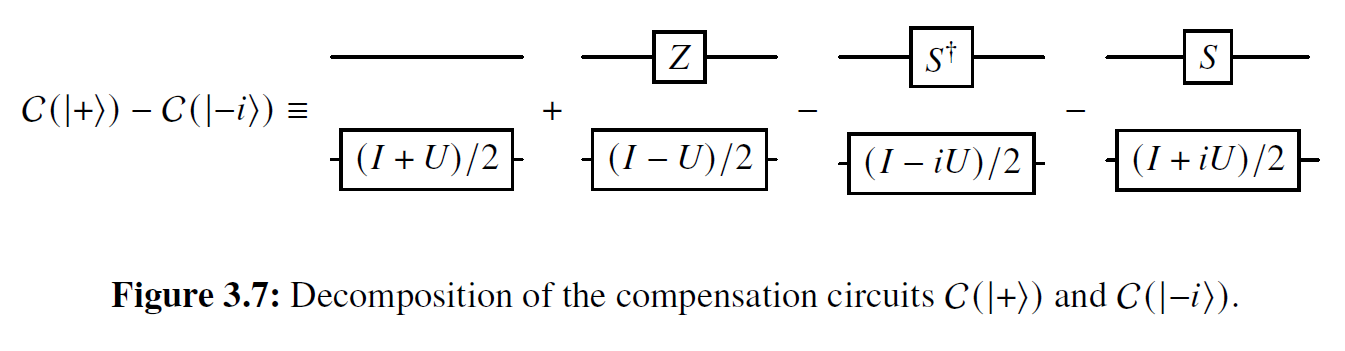 Z S† S
C(|+⟩) − C(|−i⟩) ≡ + − −
(I + U)/2 (I − U)/2 (I − iU)/2 (I + iU)/2
Figure 3.7: Decomposition of the compensation circuits C(|+⟩) and C(|−i⟩).